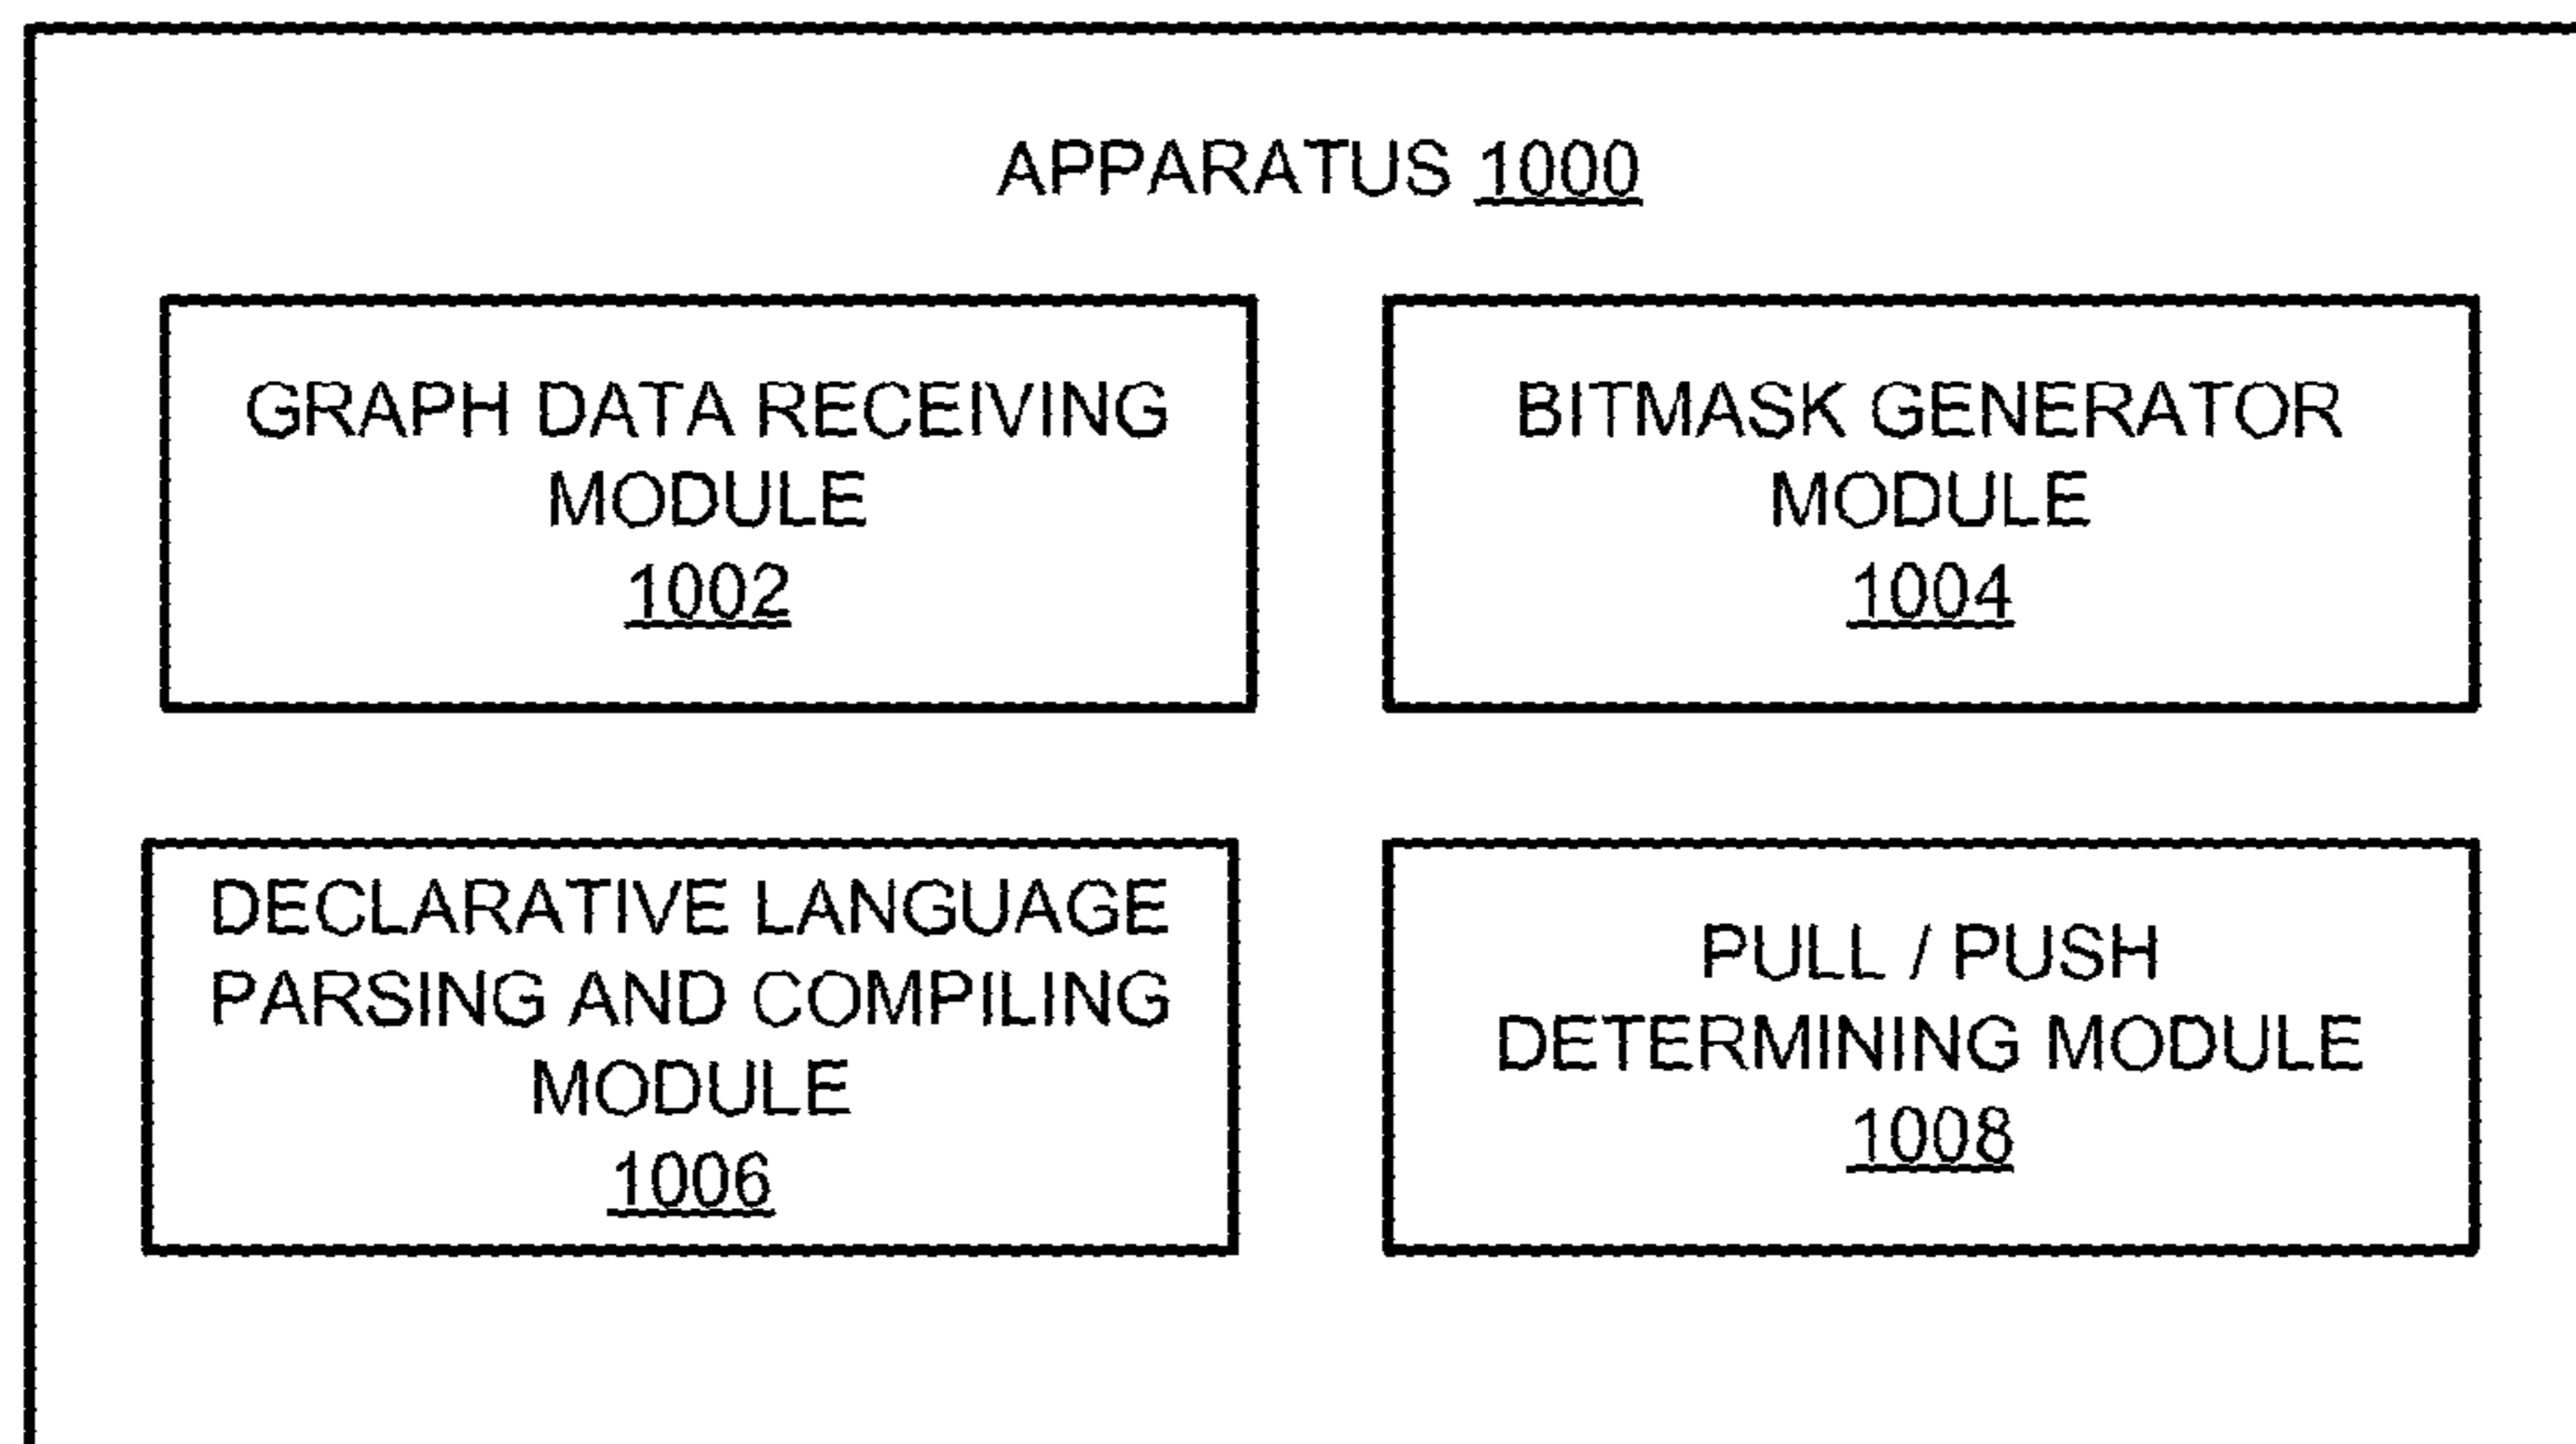 APPARATUS 1000
GRAPH DATA RECEIVING
MODULE
1002
BITMASK GENERATOR
MODULE
1004
DECLARATIVE LANGUAGE
PARSING AND COMPILING
MODULE
1006
PULL / PUSH
DETERMINING MODULE
1008